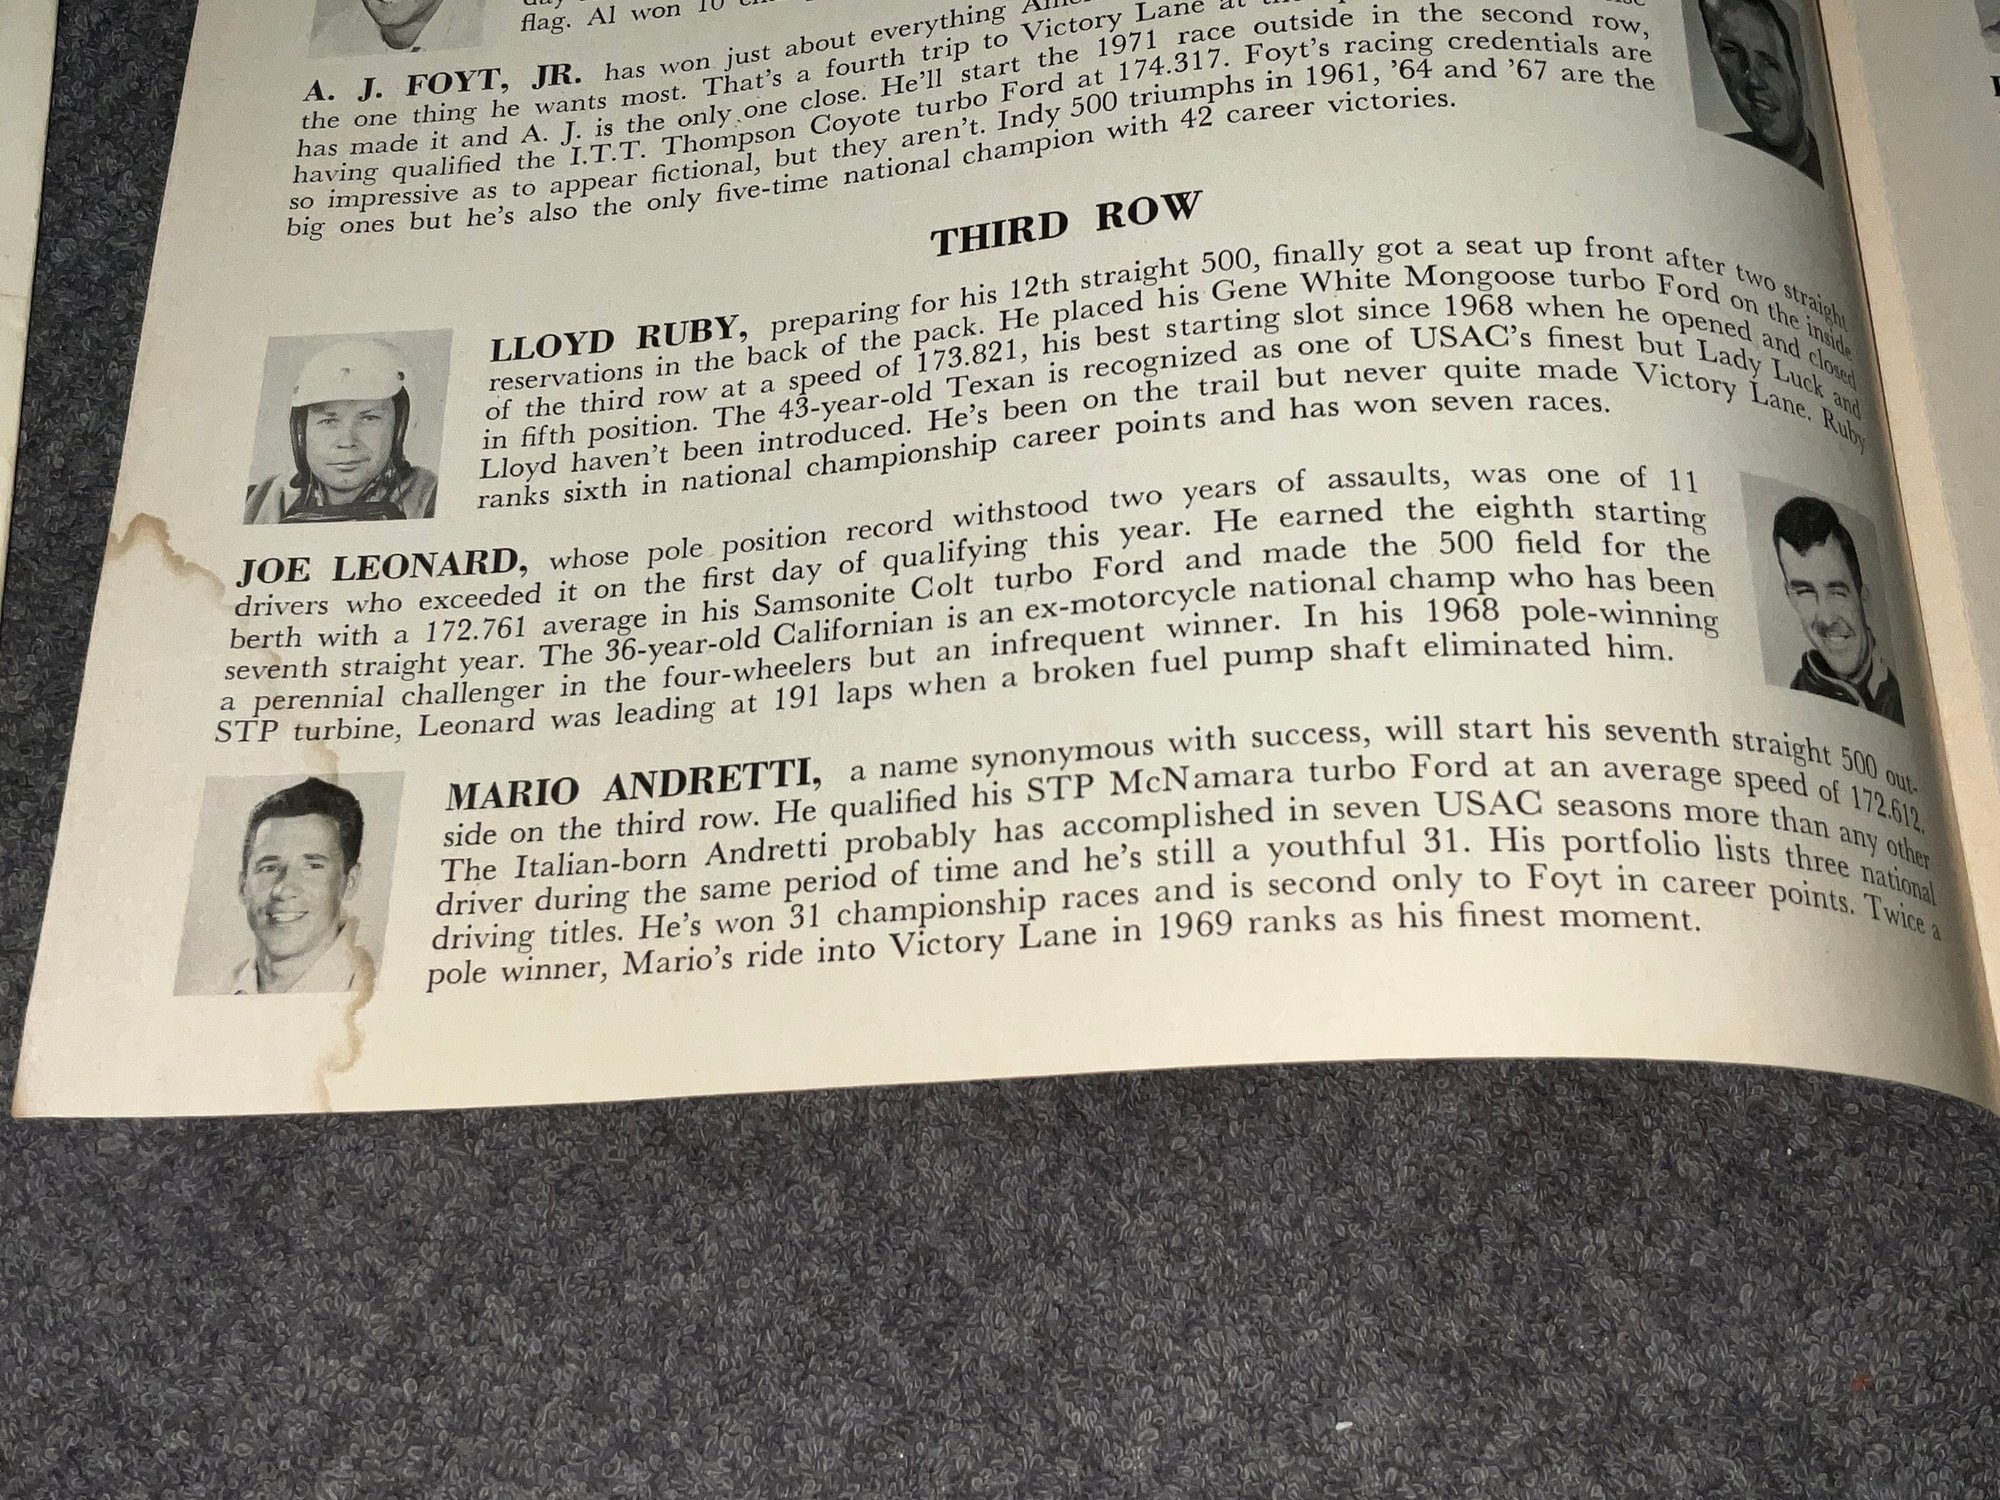 flag. Al won 10
A. J. FOYT, JR. has won just about everything
the one thing he wants most. That's a fourth trip to Victory Lane at
has made it and A. J. is the only one close. He'll start the 1971 race outside in the second row,
having qualified the I.T.T. Thompson Coyote turbo Ford at 174.317. Foyt's racing credentials are
so impressive as to appear fictional, but they aren't. Indy 500 triumphs in 1961, '64 and '67 are the
big ones but he's also the only five-time national champion with 42 career victories.
THIRD ROW
LLOYD RUBY, preparing for his 12th straight 500, finally got a seat up front after two straight
reservations in the back of the pack. He placed his Gene White Mongoose turbo Ford on the inside
of the third row at a speed of 173.821, his best starting slot since 1968 when he opened and closed
in fifth position. The 43-year-old Texan is recognized as one of USAC's finest but Lady Luck and
Lloyd haven't been introduced. He's been on the trail but never quite made Victory Lane. Ruby
ranks sixth in national championship career points and has won seven races.
JOE LEONARD, whose pole position record withstood two years of assaults, was one of 11
drivers who exceeded it on the first day of qualifying this year. He earned the eighth starting
berth with a 172.761 average in his Samsonite Colt turbo Ford and made the 500 field for the
seventh straight year. The 36-year-old Californian is an ex-motorcycle national champ who has been
a perennial challenger in the four-wheelers but an infrequent winner. In his 1968 pole-winning
STP turbine, Leonard was leading at 191 laps when a broken fuel pump shaft eliminated him.
MARIO ANDRETTI, a name synonymous with success, will start his seventh straight 500 out-
side on the third row. He qualified his STP McNamara turbo Ford at an average speed of 172.612.
The Italian-born Andretti probably has accomplished in seven USAC seasons more than any other
driver during the same period of time and he's still a youthful 31. His portfolio lists three national
driving titles. He's won 31 championship races and is second only to Foyt in career points. Twice a
pole winner, Mario's ride into Victory Lane in 1969 ranks as his finest moment.